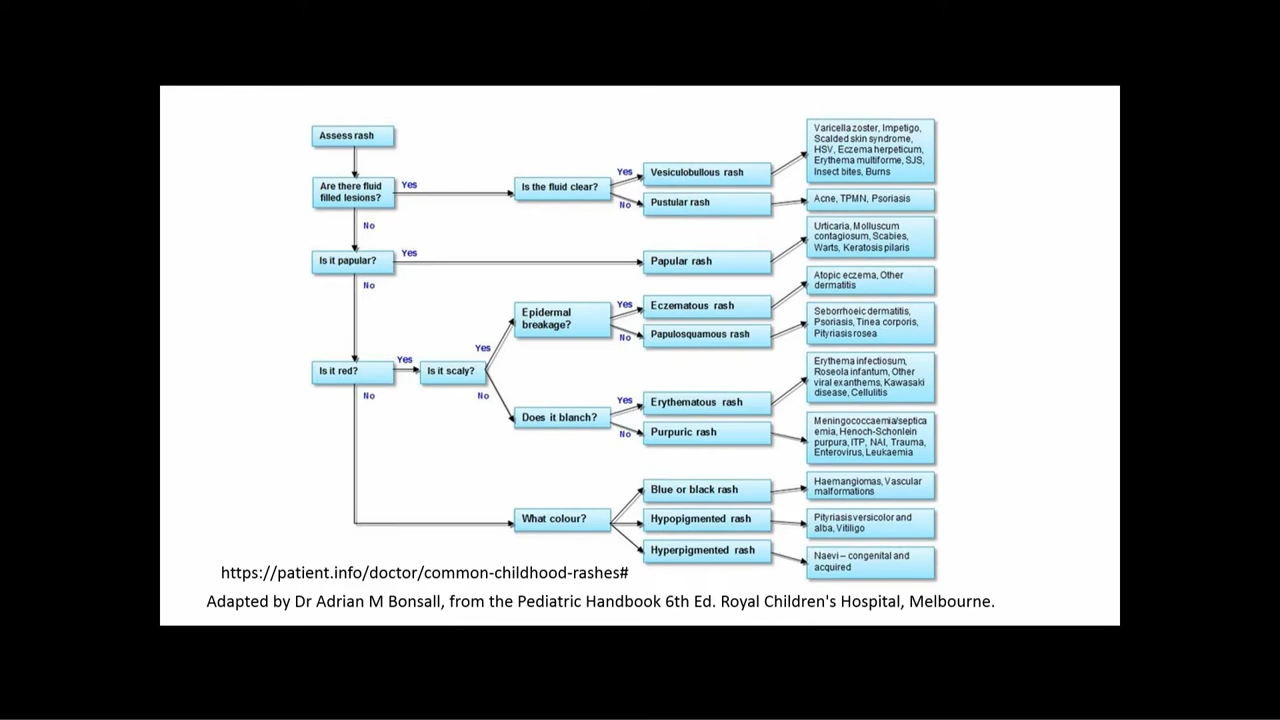 Assess rash
Are there fluid
filled lesions?
Yes
No
Is the fluid clear?
Yes
No
Vesiculobullous rash
Pustular rash
Varicella zoster, Impetigo,
Scalded skin syndrome,
HSV, Eczema herpeticum,
Erythema multiforme, SJS,
Insect bites, Burns
Acne, TPMN, Psoriasis
Is it papular?
Yes
No
Papular rash
Urticaria, Molluscum
contagiosum, Scabies,
Warts, Keratosis pilaris
Is it red?
Yes
No
Is it scaly?
Yes
No
Epidermal
breakage?
Yes
No
Eczematous rash
Papulosquamous rash
Atopic eczema, Other
dermatitis
Seborrhoeic dermatitis,
Psoriasis, Tinea corporis,
Pityriasis rosea
Does it blanch?
Yes
No
Erythematous rash
Purpuric rash
Erythema infectiosum,
Roseola infantum, Other
viral exanthems, Kawasaki
disease, Cellulitis
Meningococcaemia/septica
emia, Henoch-Schonlein
purpura, ITP, NAI, Trauma,
Enterovirus, Leukaemia
What colour?
Blue or black rash
Hypopigmented rash
Hyperpigmented rash
Haemangiomas, Vascular
malformations
Pityriasis versicolor and
alba, Vitiligo
Naevi – congenital and
acquired
https://patient.info/doctor/common-childhood-rashes#
Adapted by Dr Adrian M Bonsall, from the Pediatric Handbook 6th Ed. Royal Children's Hospital, Melbourne.